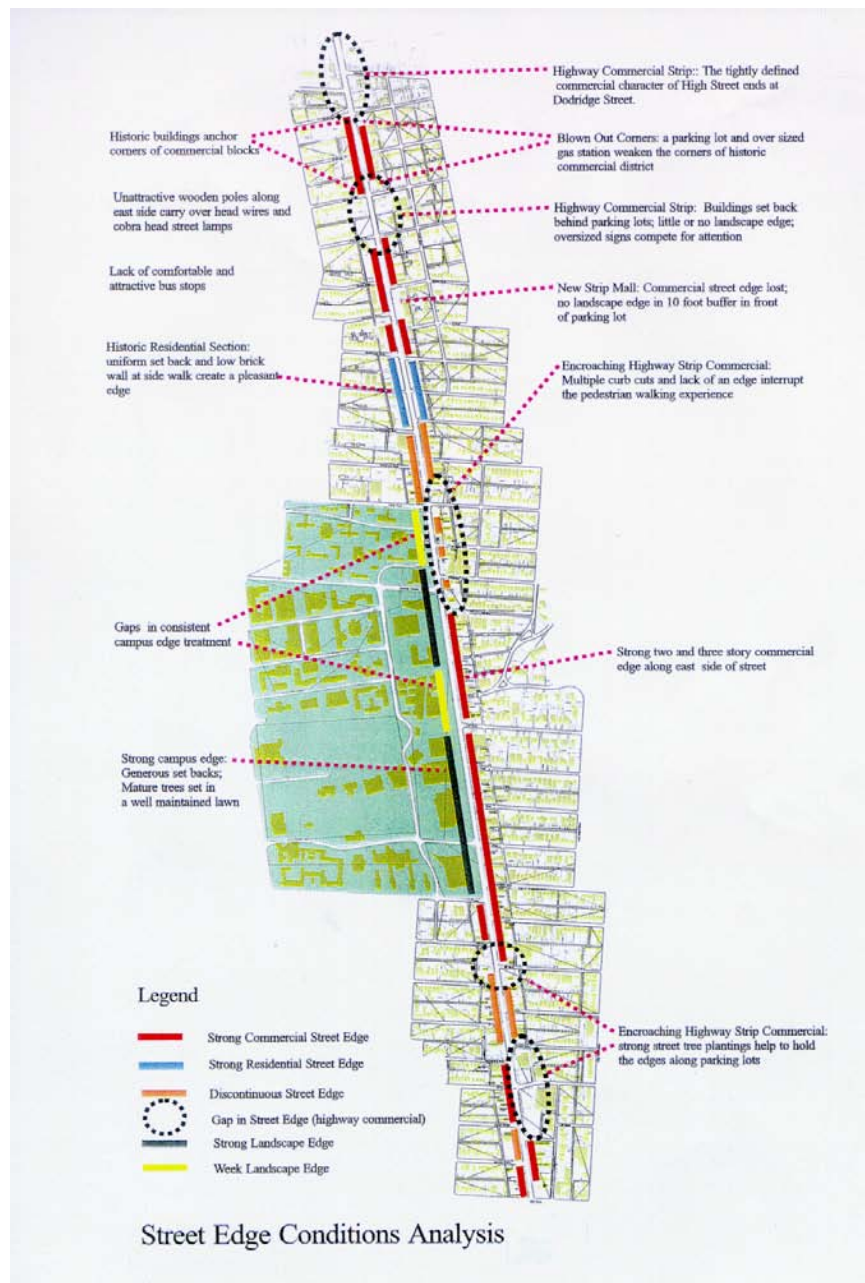 Highway Commercial Strip:: The tightly defined
commercial character of High Street ends at
Dodridge Street.
Historic buildings anchor
corners of commercial blocks
Blown Out Corners: a parking lot and over sized
gas station weaken the corners of historic
commercial district
Unattractive wooden poles along
east side carry over head wires and
cobra head street lamps
Highway Commercial Strip: Buildings set back
behind parking lots; little or no landscape edge;
oversized signs compete for attention
Lack of comfortable and
attractive bus stops
New Strip Mall: Commercial street edge lost;
no landscape edge in 10 foot buffer in front
of parking lot
Historic Residential Section:
uniform set back and low brick
wall at side walk create a pleasant
edge
Encroaching Highway Strip Commercial:
Multiple curb cuts and lack of an edge interrupt
the pedestrian walking experience
Gaps in consistent
campus edge treatment
Strong two and three story commercial
edge along east side of street
Strong campus edge:
Generous set backs;
Mature trees set in
a well maintained lawn
Encroaching Highway Strip Commercial:
strong street tree plantings help to hold
the edges along parking lots
Legend
Strong Commercial Street Edge
Strong Residential Street Edge
Discontinuous Street Edge
Gap in Street Edge (highway commercial)
Strong Landscape Edge
Week Landscape Edge
Street Edge Conditions Analysis